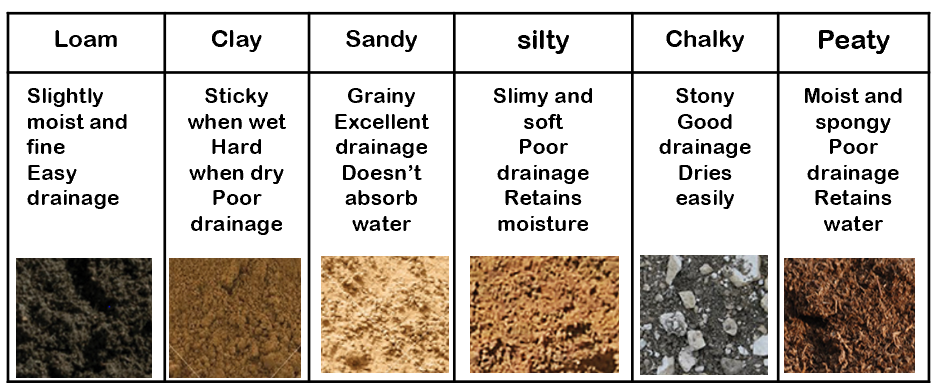 Loam
Clay
Sandy
silty
Chalky
Peaty
Slightly
moist and
fine
Easy
drainage
Sticky
when wet
Hard
when dry
Poor
drainage
Grainy
Excellent
drainage
Doesn't
absorb
water
Slimy and
soft
Poor
drainage
Retains
moisture
Stony
Good
drainage
Dries
easily
Moist and
spongy
Poor
drainage
Retains
water